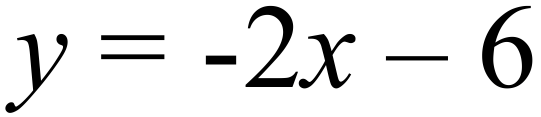 y = -2x – 6